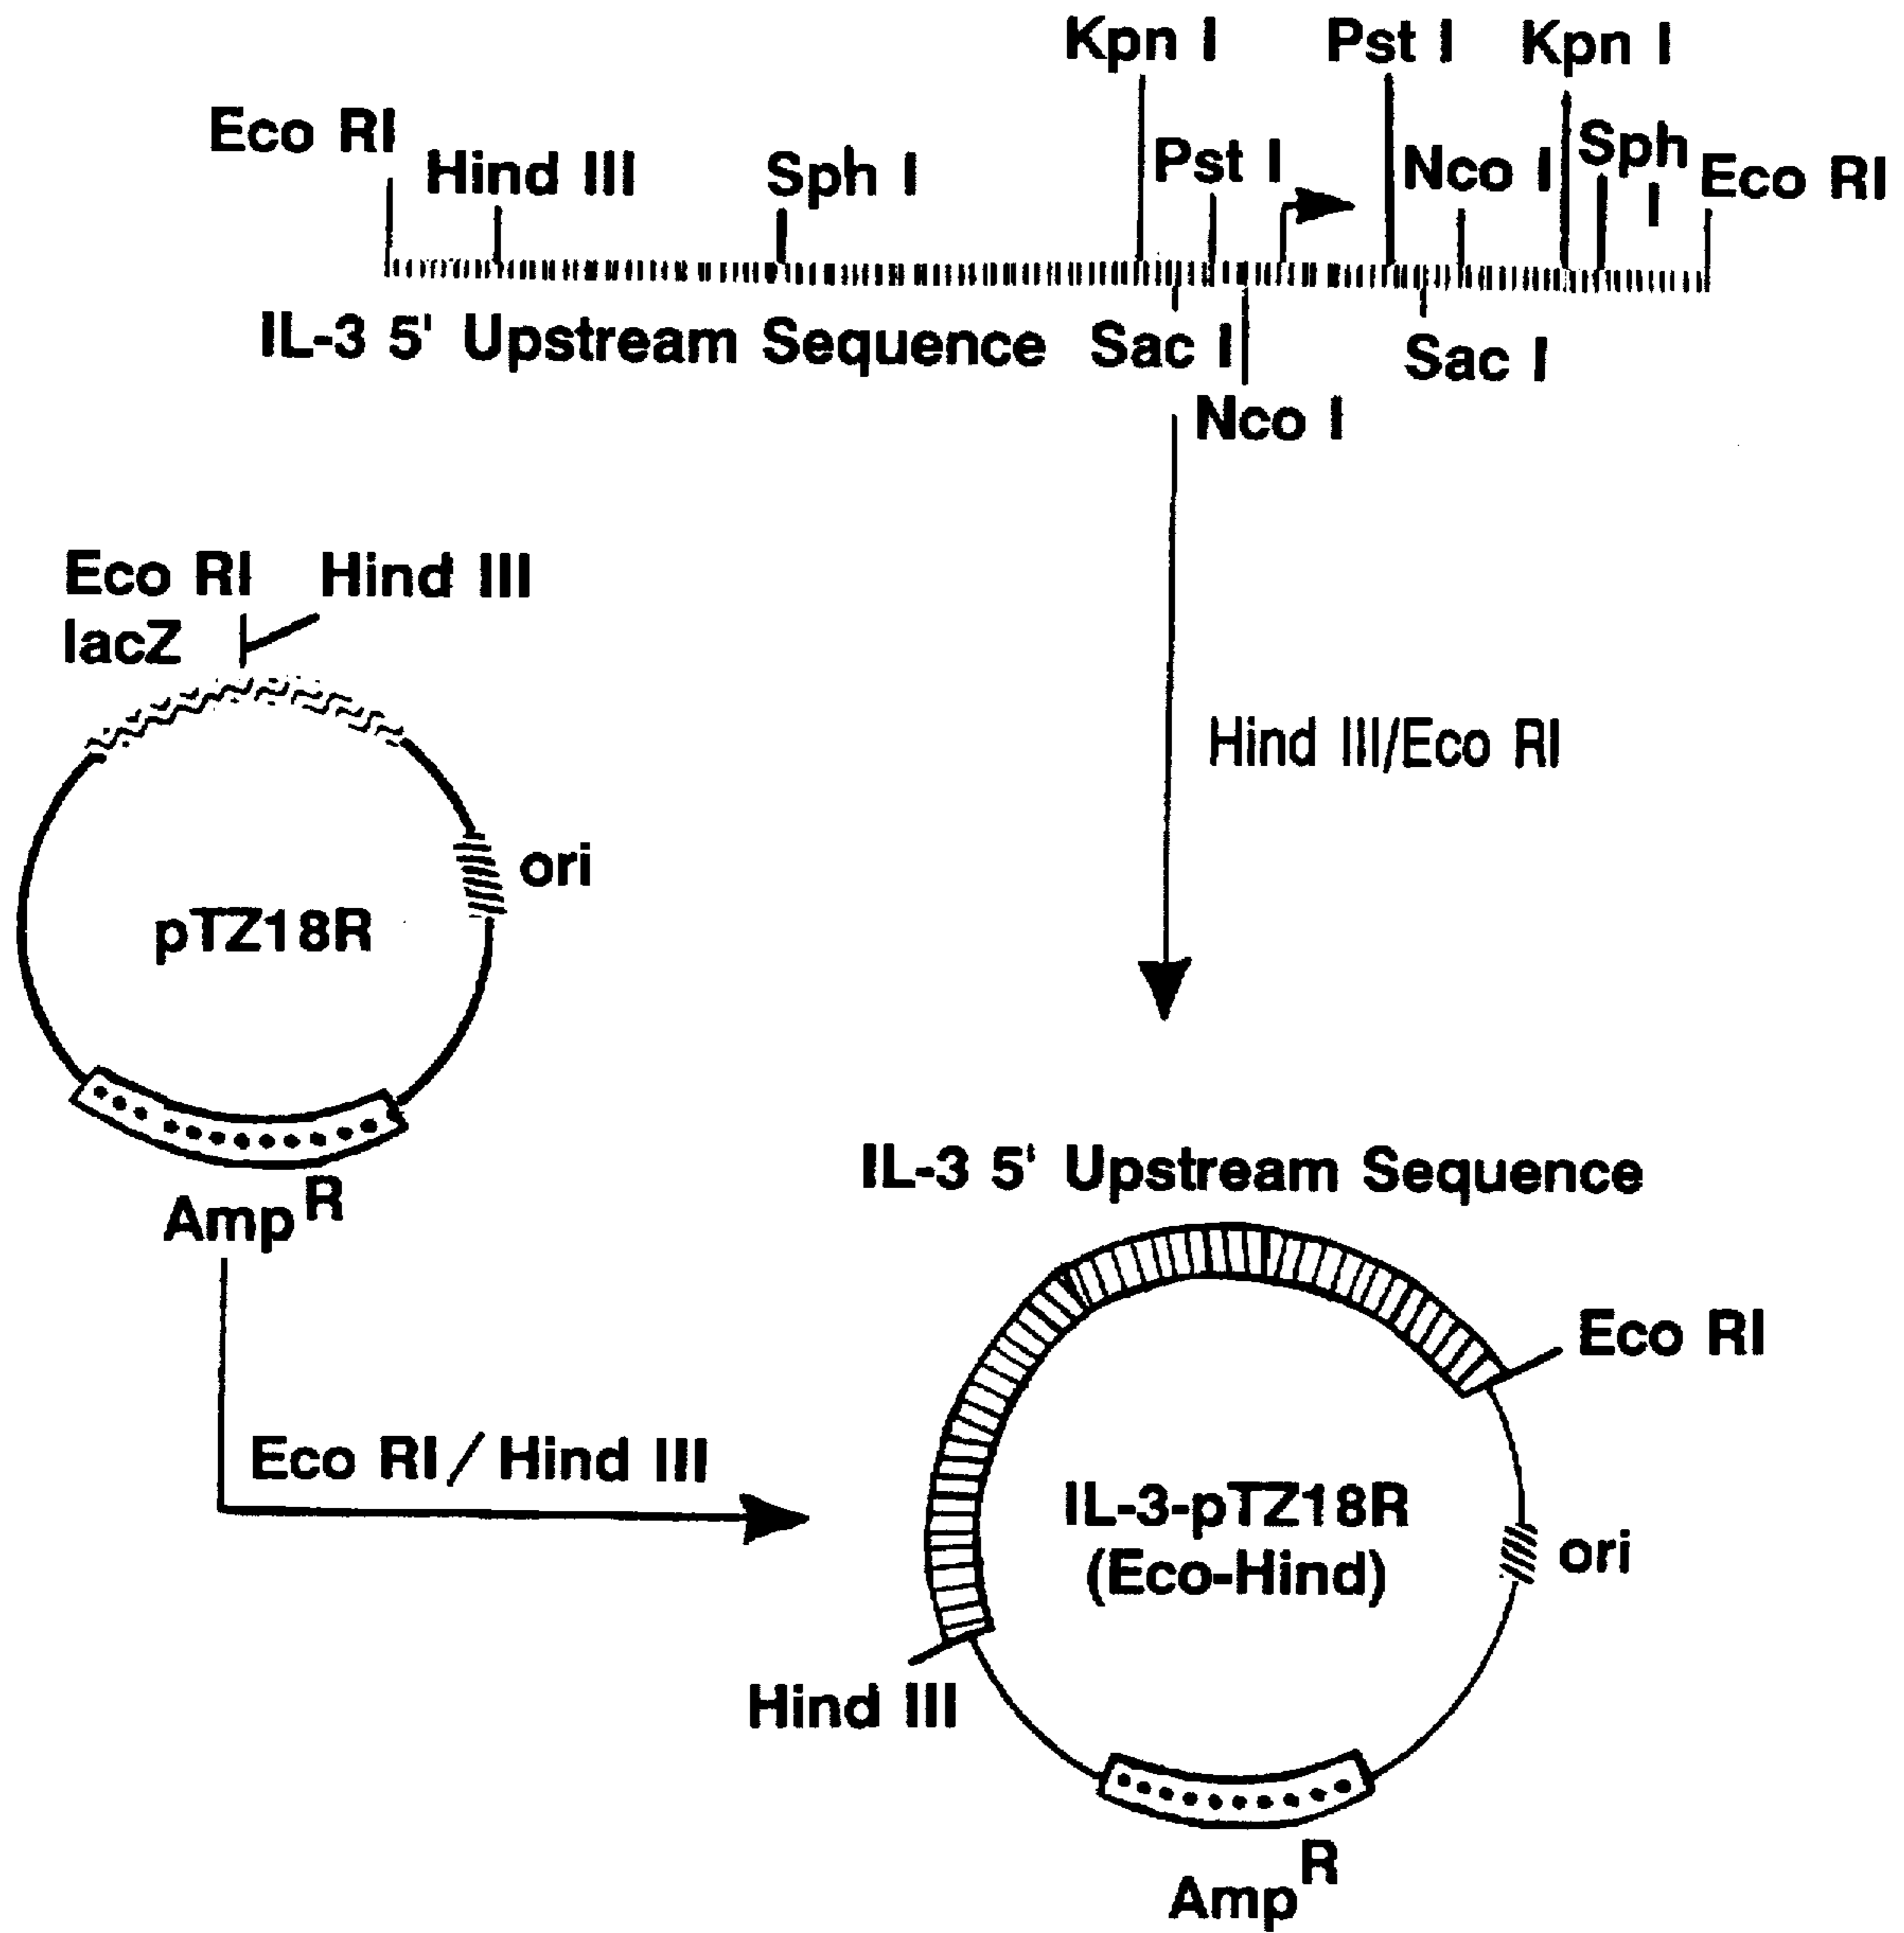 Kpn I Pst I Kpn I
Eco RI Hind III Sph I Pst I Nco I Sph I Eco RI
IL-3 5' Upstream Sequence Sac I Sac I
Nco I
Eco RI Hind III
lacZ
Hind III/Eco RI
ori
pTZ18R
Amp R
IL-3 5' Upstream Sequence
Eco RI
Eco RI/Hind III
IL-3-pTZ18R
(Eco-Hind)
ori
Hind III
Amp R